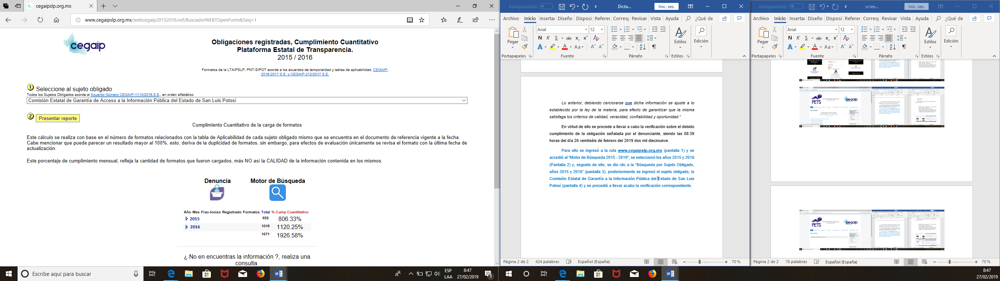 cegaipslp.org.mx
www.cegaipslp.org.mx/webcegaip20152016.nsf/BuscadorWEB?OpenForm&Seq=1
cegaip
Obligaciones registradas, Cumplimiento Cuantitativo
Plataforma Estatal de Transparencia.
2015 / 2016
Formatos de la LTAIPSLP, PNT-SIPOT acorde a los acuerdos de temporalidad y tablas de aplicabilidad, CEGAIP-
2016-2017 S.E. y CEGAIP-212/2017 S.E.
1 Seleccione al sujeto obligado
Todos los Sujetos Obligados acorde al Acuerdo Número CEGAIP-1113/2016.S.E., en orden alfabético
Comisión Estatal de Garantía de Acceso a la Información Pública del Estado de San Luis Potosí
2 Presentar reporte
Cumplimiento Cuantitativo de la carga de formatos
Este cálculo se realiza con base en el número de formatos relacionados con la tabla de Aplicabilidad de cada sujeto obligado mismo que se encuentra en el documento de referencia vigente a la fecha.
Cabe mencionar que puede parecer un resultado mayor al 100%, esto, deriva de la duplicidad de formatos, sin embargo, para efectos de evaluación únicamente se revisa el formato con la última fecha de
actualización.
Este porcentaje de cumplimiento mensual, refleja la cantidad de formatos que fueron cargados, más NO así la CALIDAD de la información contenida en los mismos.
Denuncia Motor de Búsqueda
Año Mes Frac-Inciso Registrado Formatos Total % Cump Cuantitativo
2015 652 806.33%
2016 1019 1120.25%
1671 1926.58%
¿ No en encuentras la información ?, realiza una
consulta.
Escribe aquí para buscar
ESP
LAA
8:47
27/02/2019
3
Autoguardado Dicta... Inic. ses.
Archivo Inicio Insertar Diseño Disposi Referen Corresp Revisar Vista Ayuda ¿Qué de
Arial 12
Pegar N K S ab x₂ x² Estilos Edición
A A Aa A A
Portapapeles Fuente Párrafo Estilos
Lo anterior, debiendo cerciorarse que dicha información se ajuste a lo
establecido por la ley de la materia, para efecto de garantizar que la misma
satisfaga los criterios de calidad, veracidad, confiabilidad y oportunidad.”
En virtud de ello se procede a llevar a cabo la verificación sobre el debido
cumplimiento de la obligación señalada por el denunciante, siendo las 08:39
horas del día 26 veintiséis de febrero del 2019 dos mil diecinueve.
Para ello se ingresó a la ruta www.cegaipslp.org.mx (pantalla 1) y se
accedió al “Motor de Búsqueda 2015 - 2019”, se seleccionó los años 2015 y 2016
(Pantalla 2) y, seguido de ello, se dio clic a la “Búsqueda por Sujeto Obligado,
años 2015 y 2016” (pantalla 3), posteriormente se ingresó el sujeto obligado, la
Comisión Estatal de Garantía a la Información Pública del Estado de San Luis
Potosí (pantalla 4) y se procedió a llevar acabo la verificación correspondiente.
Página 2 de 2 424 palabras Español (España) 70 %
Autoguardado scree... Inic. ses.
Archivo Inicio Insertar Diseño Disposi Referen Corresp Revisar Vista Ayuda ¿Qué de
Arial 12
Pegar N K S ab x₂ x² Estilos Edición
A A Aa A A
Portapapeles Fuente Párrafo Estilos
PETS
PETS cegaip
PETS cegaip
Página 2 de 2 76 palabras Español (España) 70 %
8:47
27/02/2019